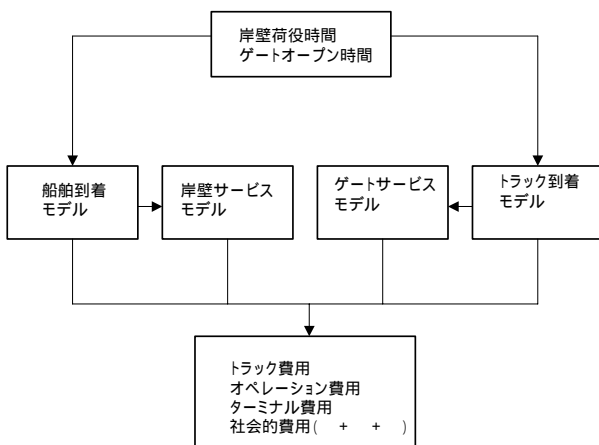 岸壁荷役時間
ゲートオープン時間
船舶到着
モデル
岸壁サービス
モデル
ゲートサービス
モデル
トラック到着
モデル
トラック費用
オペレーション費用
ターミナル費用
社会的費用( + + )